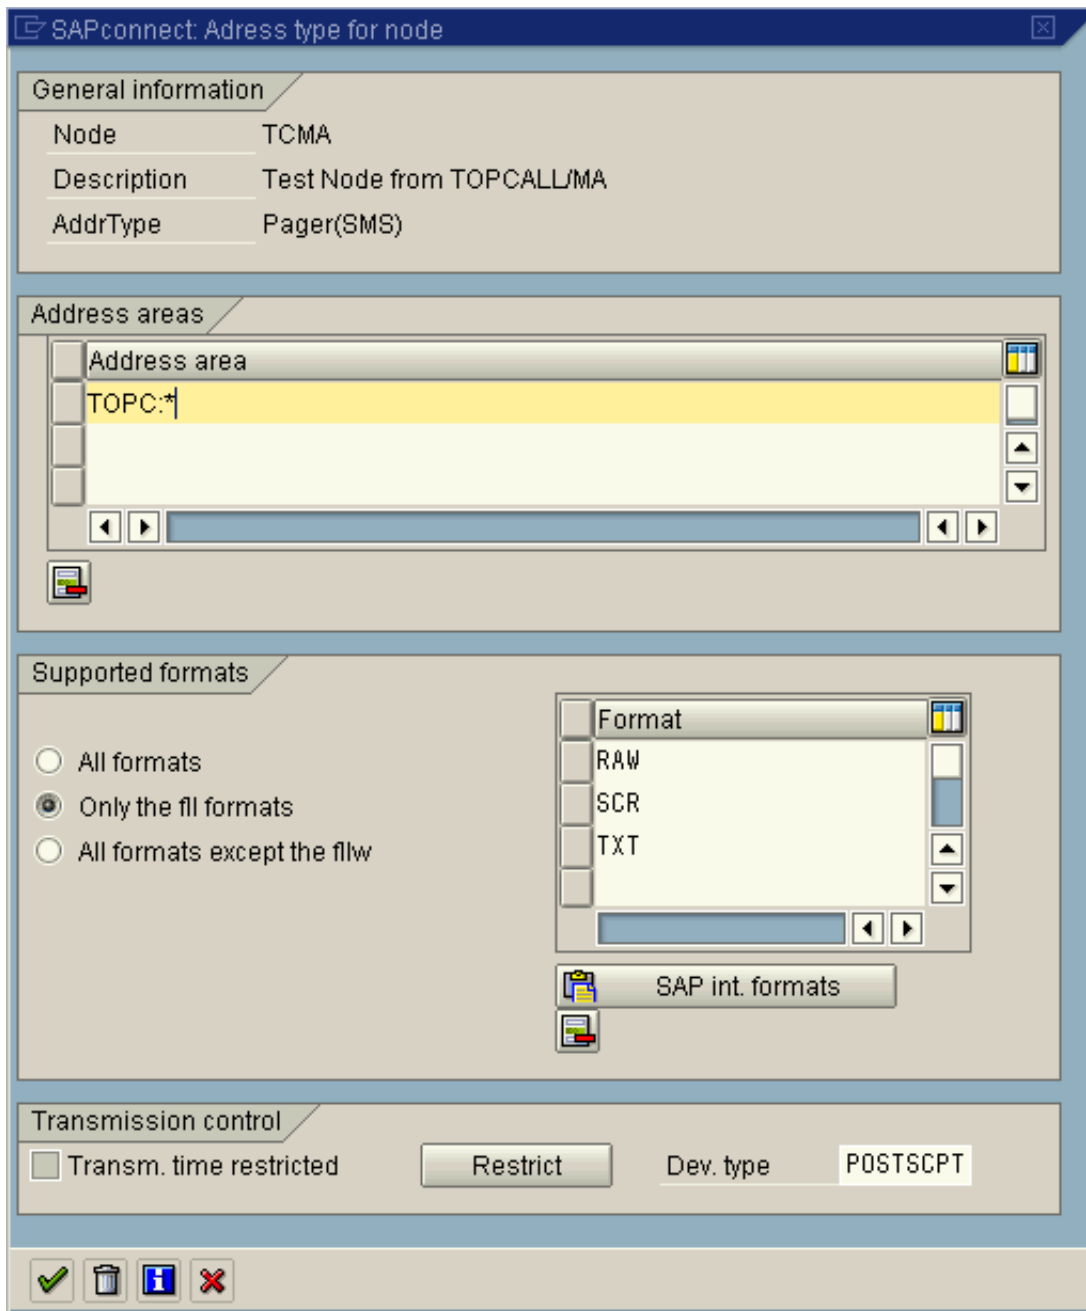 SAPconnect: Adress type for node
General information
Node TCMA
Description Test Node from TOPCALL/MA
AddrType Pager(SMS)
Address areas
Address area
TOPC:*
Supported formats
All formats
Only the fll formats
All formats except the fllw
Format
RAW
SCR
TXT
SAP int. formats
Transmission control
Transm. time restricted Restrict Dev. type POSTSCPT